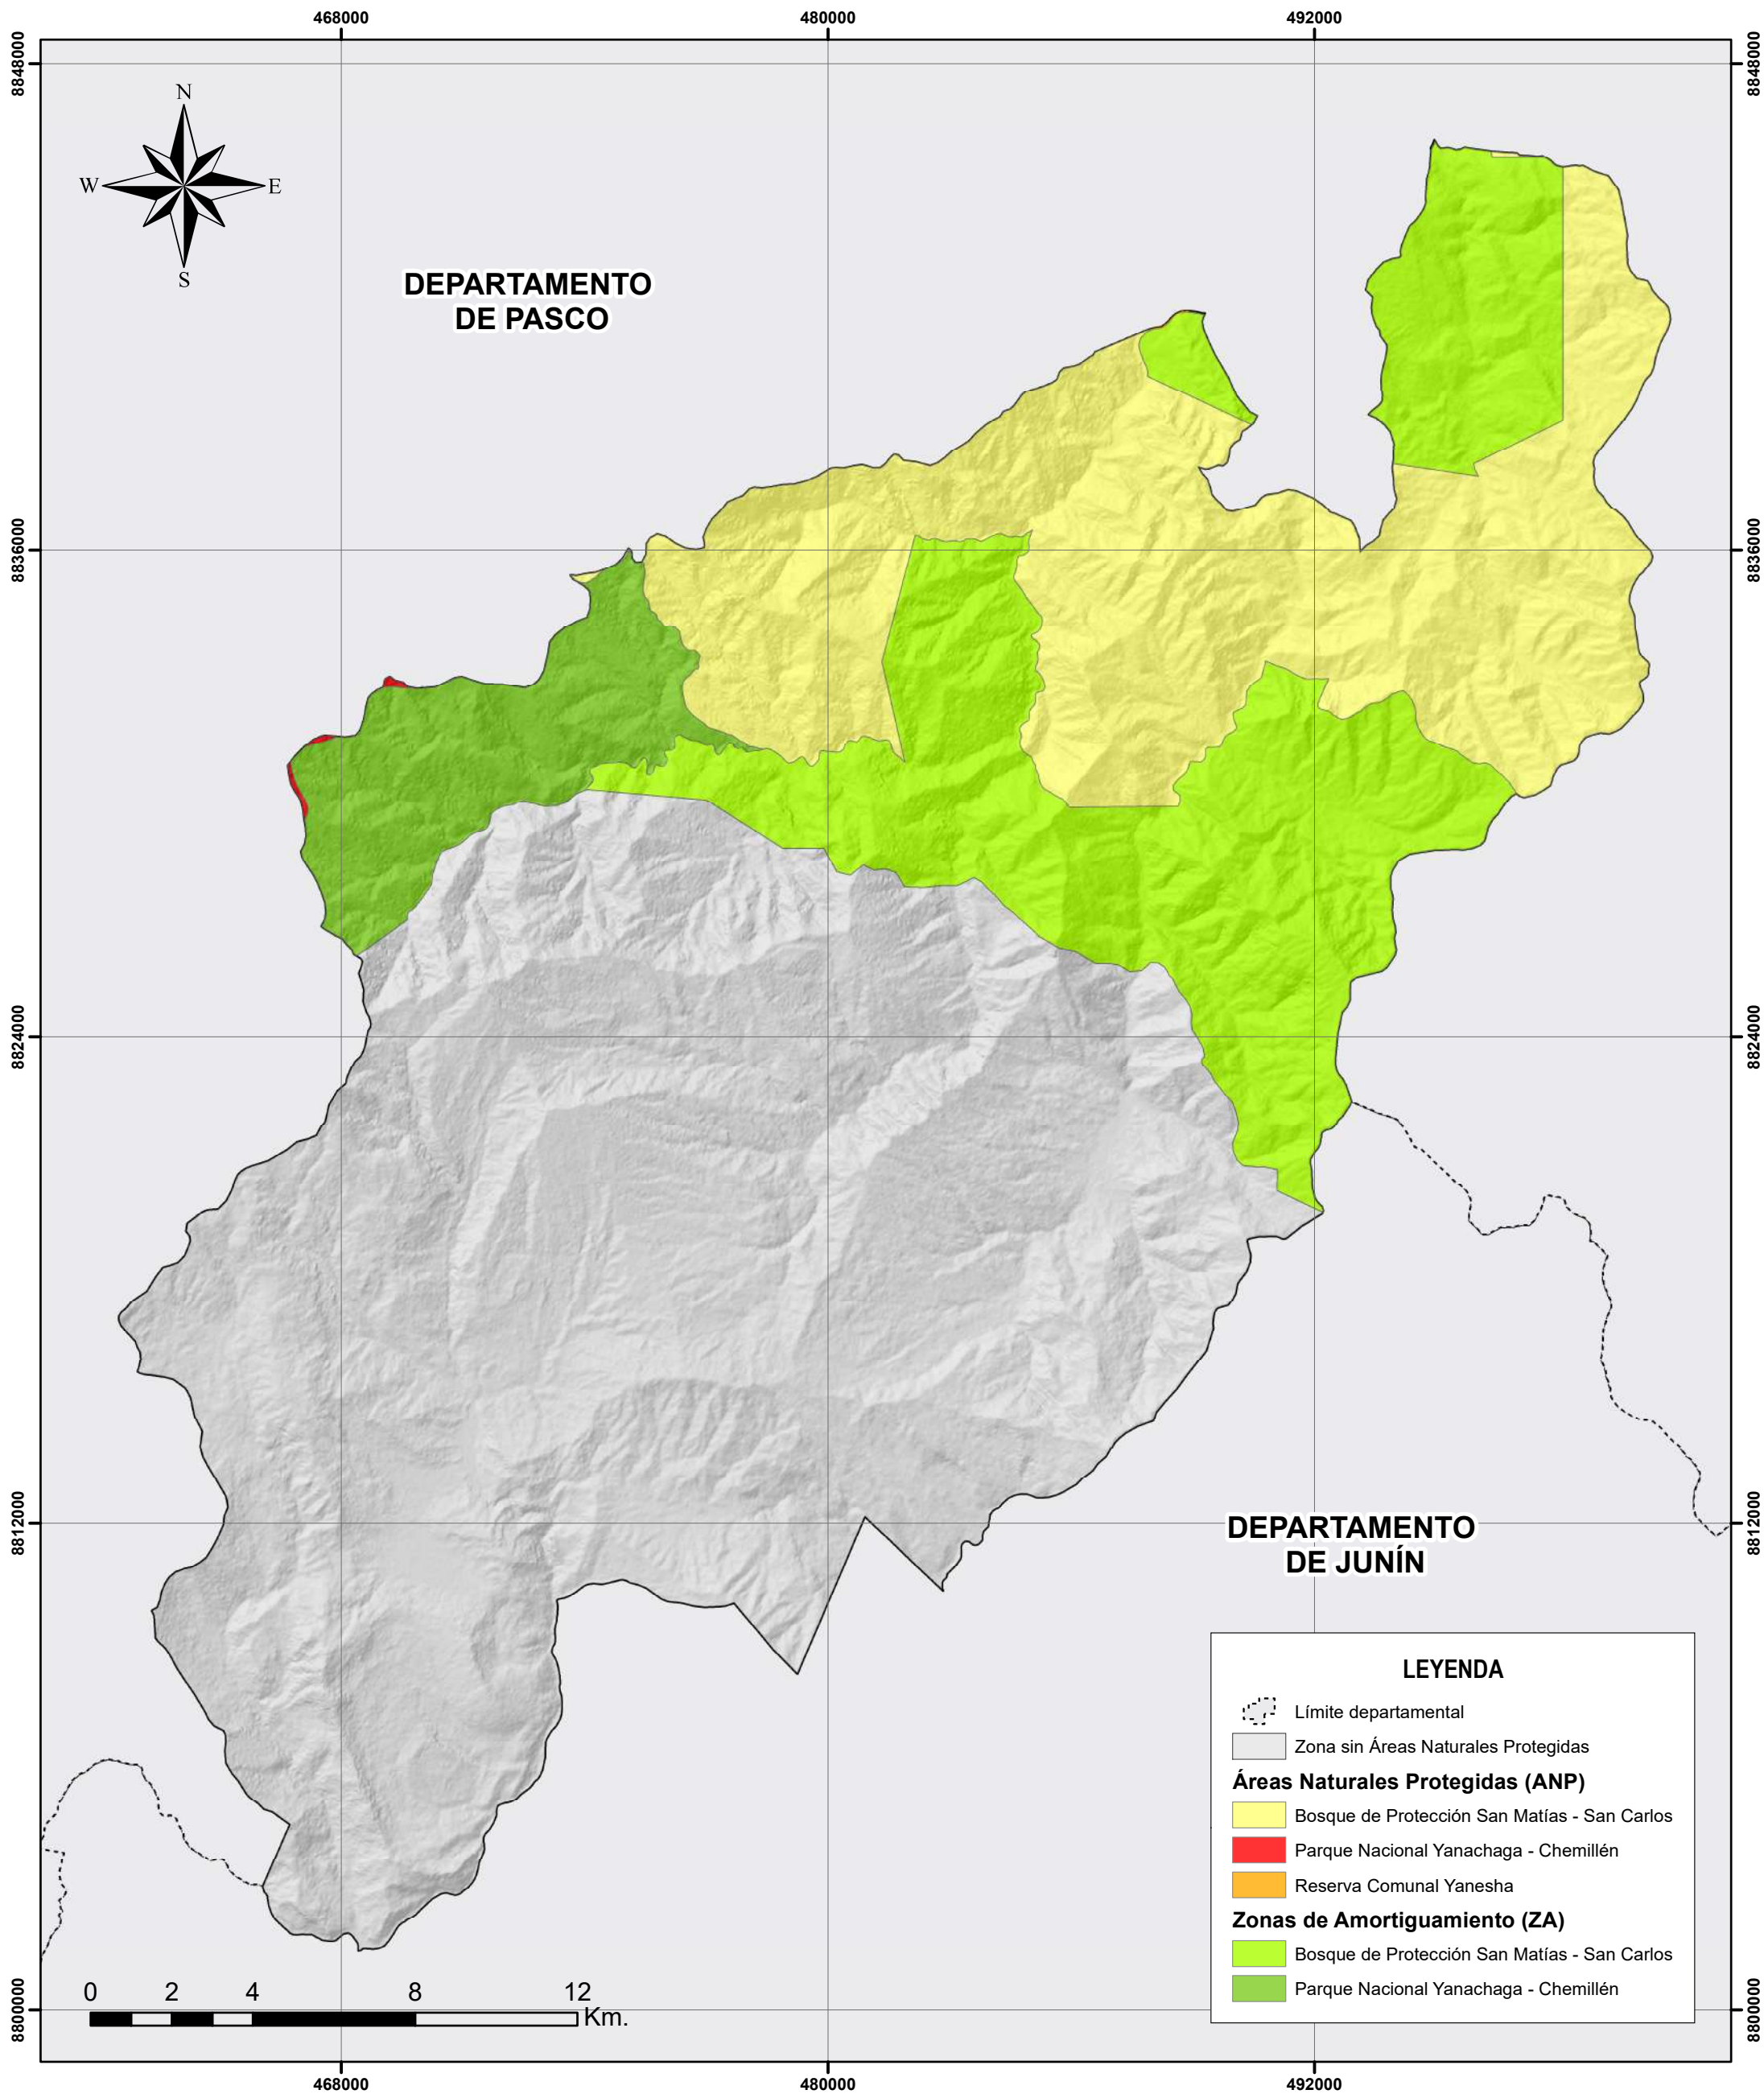 468000
480000
492000
8848000
8848000
N
W
E
S
DEPARTAMENTO
DE PASCO
8836000
8836000
8824000
8824000
8812000
8812000
DEPARTAMENTO
DE JUNÍN
LEYENDA
Límite departamental
Zona sin Áreas Naturales Protegidas
Áreas Naturales Protegidas (ANP)
Bosque de Protección San Matías - San Carlos
Parque Nacional Yanachaga - Chemillén
Reserva Comunal Yanesha
Zonas de Amortiguamiento (ZA)
Bosque de Protección San Matías - San Carlos
Parque Nacional Yanachaga - Chemillén
0 2 4 8 12
Km.
8800000
8800000
468000
480000
492000